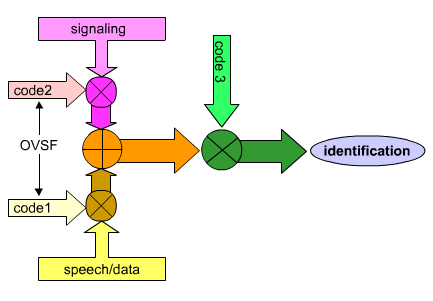 signaling
code2
code 3
OVSF
identification
code1
speech/data